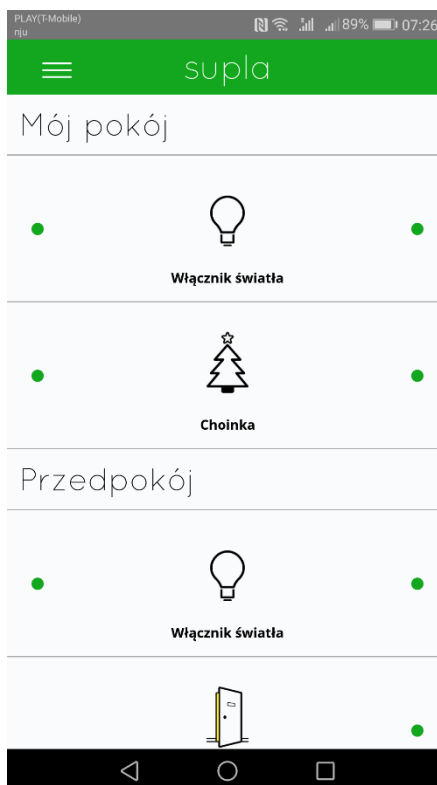 PLAY(T-Mobile)
nju
89% 07:26
supla
Mój pokój
Włącznik światła
Choinka
Przedpokój
Włącznik światła